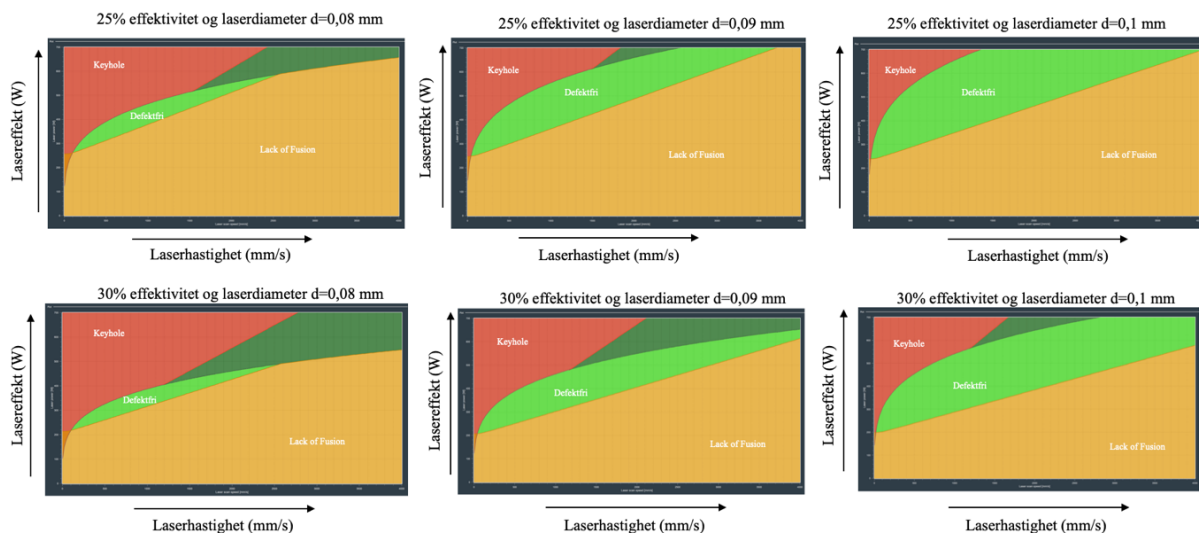 25% effektivitet og laserdiameter d=0,08 mm
25% effektivitet og laserdiameter d=0,09 mm
25% effektivitet og laserdiameter d=0,1 mm
Lasereffekt (W)
Keyhole
Defektfri
Lack of Fusion
Laserhastighet (mm/s)
Lasereffekt (W)
Keyhole
Defektfri
Lack of Fusion
Laserhastighet (mm/s)
Lasereffekt (W)
Keyhole
Defektfri
Lack of Fusion
Laserhastighet (mm/s)
30% effektivitet og laserdiameter d=0,08 mm
30% effektivitet og laserdiameter d=0,09 mm
30% effektivitet og laserdiameter d=0,1 mm
Lasereffekt (W)
Keyhole
Defektfri
Lack of Fusion
Laserhastighet (mm/s)
Lasereffekt (W)
Keyhole
Defektfri
Lack of Fusion
Laserhastighet (mm/s)
Lasereffekt (W)
Keyhole
Defektfri
Lack of Fusion
Laserhastighet (mm/s)